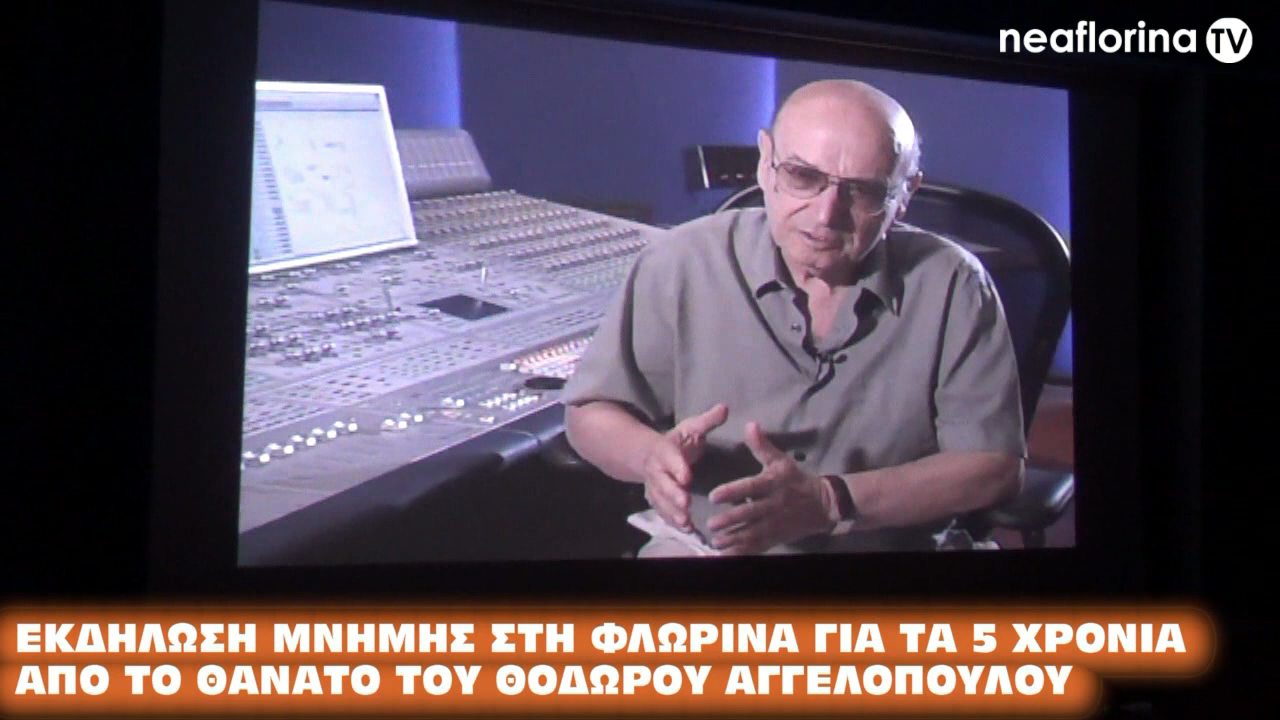 neaflorina TV
ΕΚΔΗΛΩΣΗ ΜΝΗΜΗΣ ΣΤΗ ΦΛΩΡΙΝΑ ΓΙΑ ΤΑ 5 ΧΡΟΝΙΑ
ΑΠΟ ΤΟ ΘΑΝΑΤΟ ΤΟΥ ΘΟΔΩΡΟΥ ΑΓΓΕΛΟΠΟΥΛΟΥ